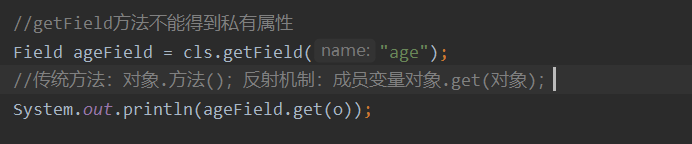 //getField方法不能得到私有属性
Field ageField = cls.getField( name: "age");
//传统方法：对象.方法(); 反射机制：成员变量对象.get(对象);
System.out.println(ageField.get(o));